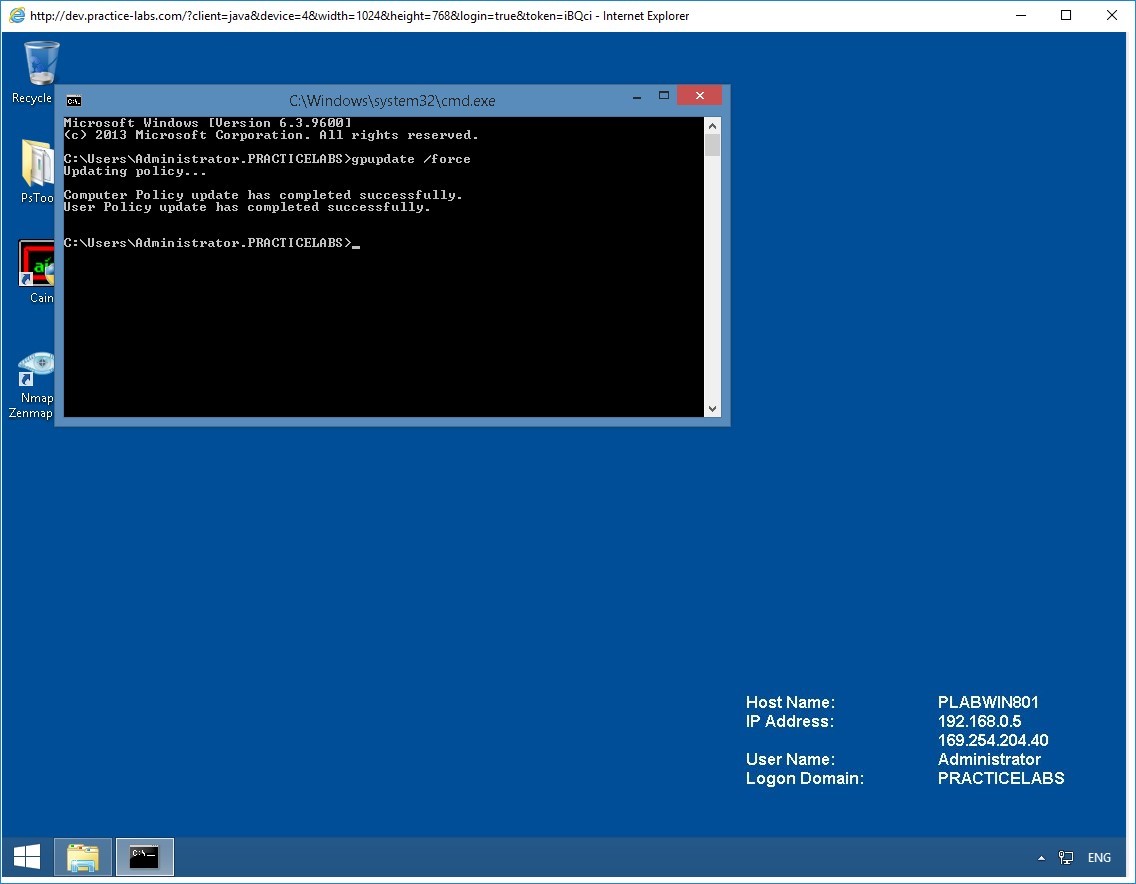 http://dev.practice-labs.com/?client=java&device=4&width=1024&height=768&login=true&token=iBQci - Internet Explorer
Recycle
C:\Windows\system32\cmd.exe
Microsoft Windows [Version 6.3.9600]
(c) 2013 Microsoft Corporation. All rights reserved.
C:\Users\Administrator.PRACTICELABS>gpupdate /force
Updating policy...
Computer Policy update has completed successfully.
User Policy update has completed successfully.
C:\Users\Administrator.PRACTICELABS>_
PsToo
Cain
Nmap
Zenmap
Host Name: PLABWIN801
IP Address: 192.168.0.5
169.254.204.40
User Name: Administrator
Logon Domain: PRACTICELABS
ENG